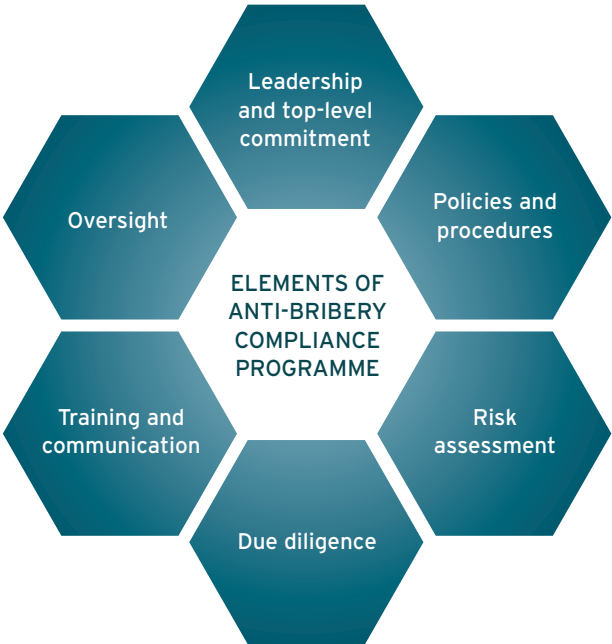 Leadership
and top-level
commitment
Policies and
procedures
Oversight
ELEMENTS OF
ANTI-BRIBERY
COMPLIANCE
PROGRAMME
Training and
communication
Risk
assessment
Due diligence